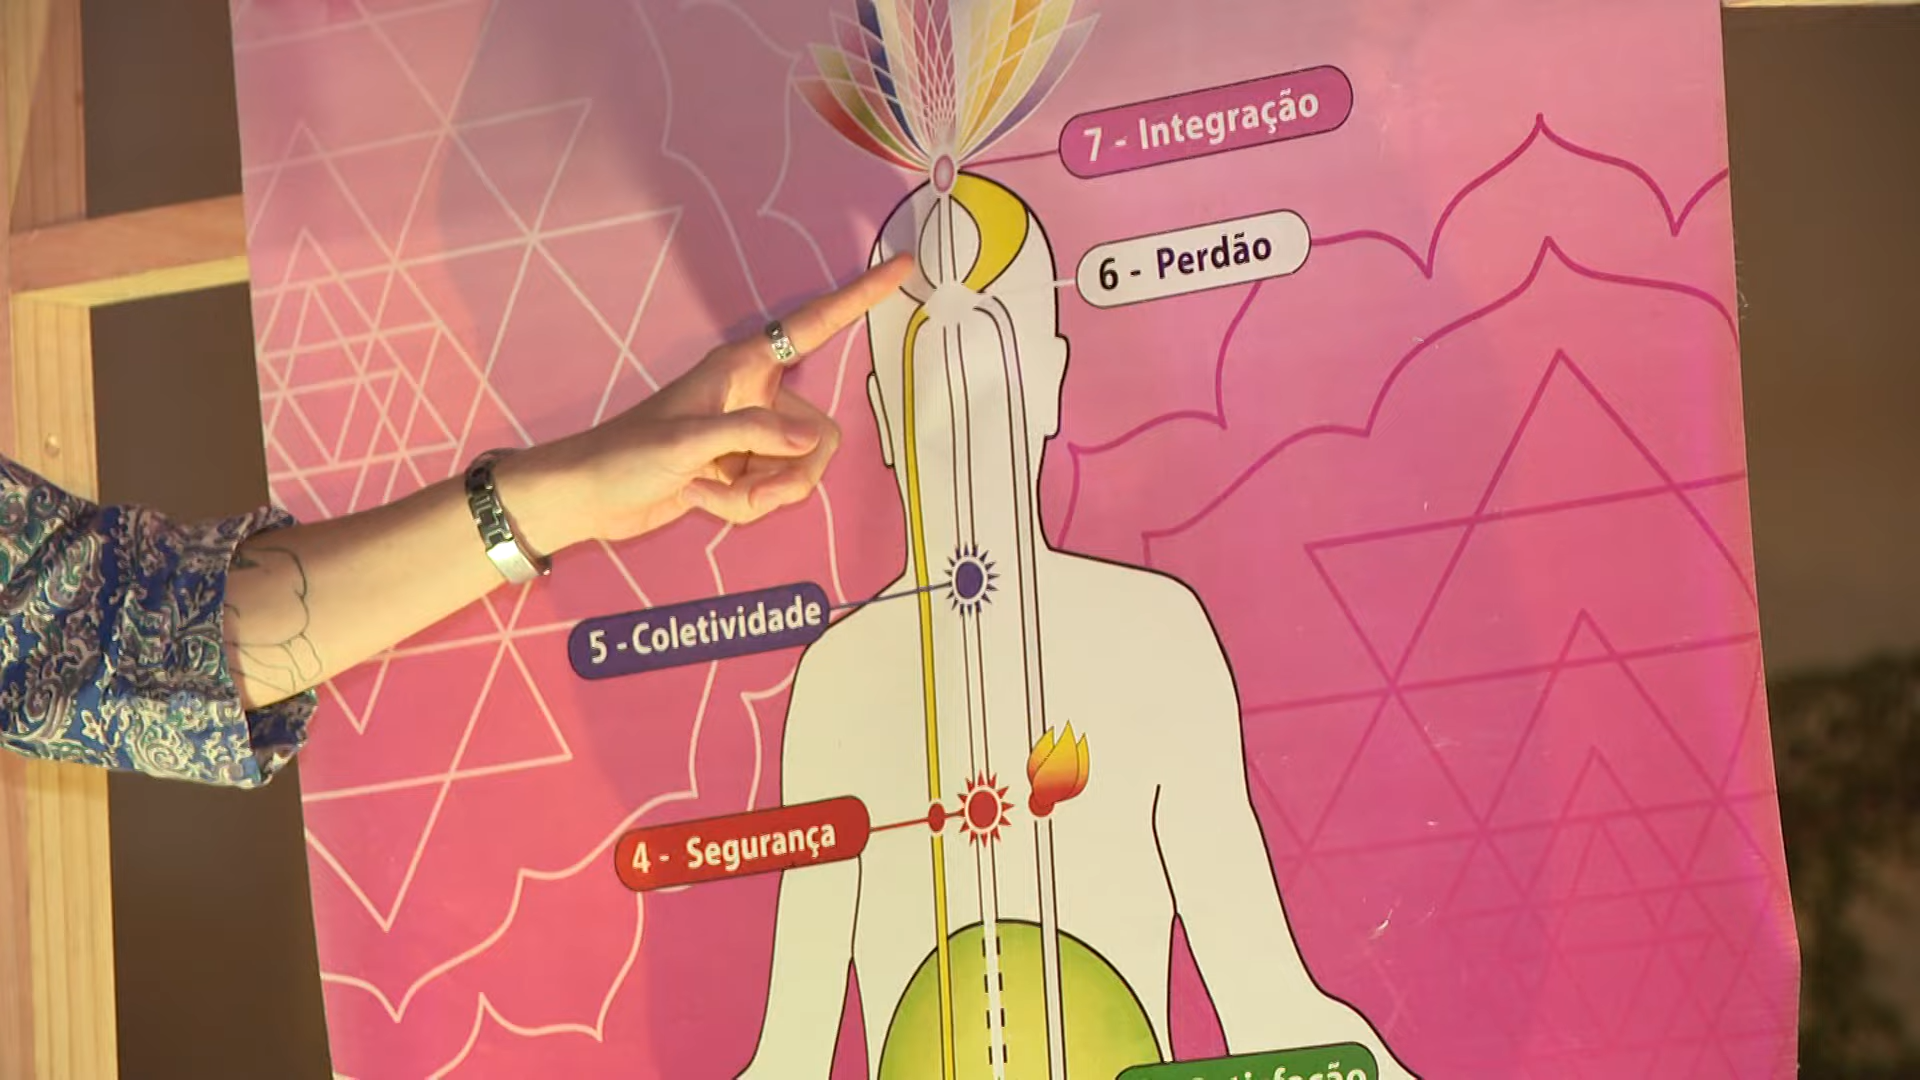 7 - Integração
6 - Perdão
5 - Coletividade
4 - Segurança